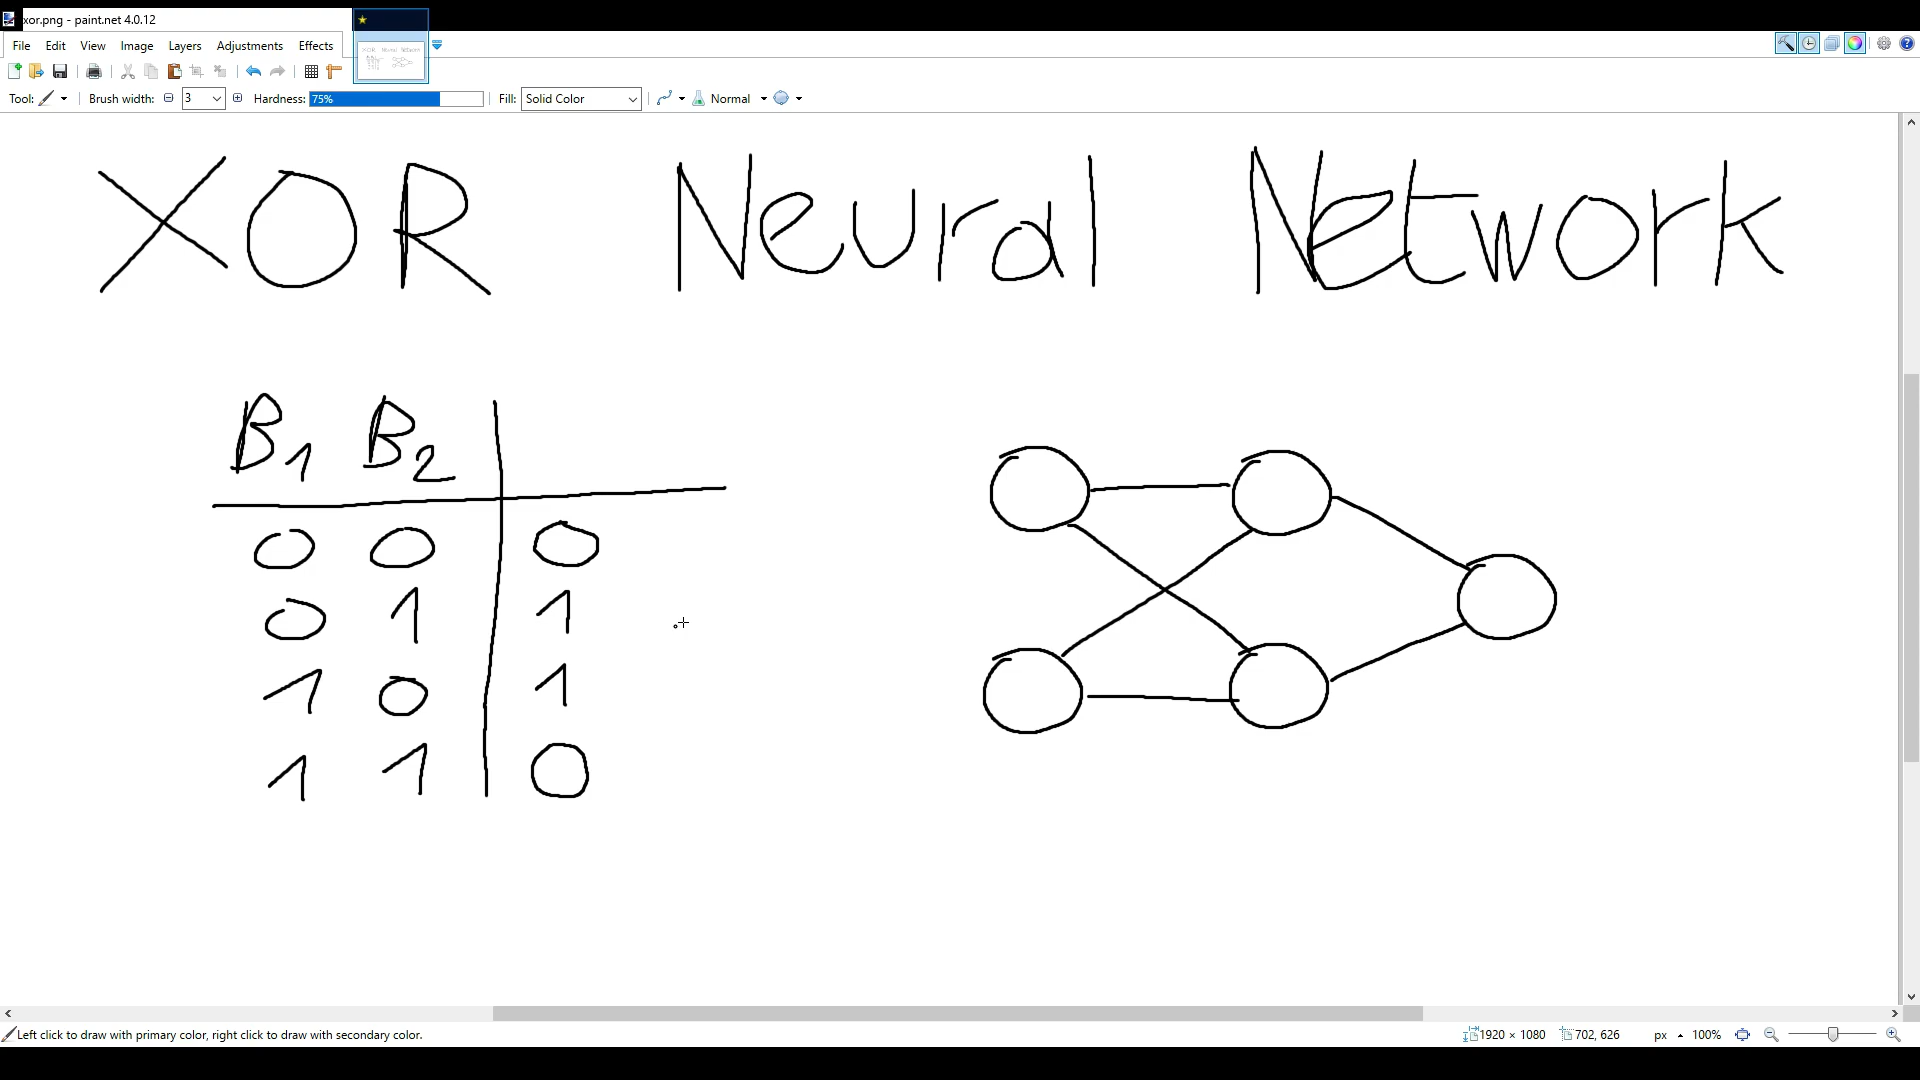 xor.png - paint.net 4.0.12
File Edit View Image Layers Adjustments Effects
Tool: Brush width: 3 Hardness: 75% Fill: Solid Color Normal
XOR Neural Network
B1 B2
0 0 0
0 1 1
1 0 1
1 1 0
Left click to draw with primary color, right click to draw with secondary color. 1920 × 1080 702, 626 px 100%